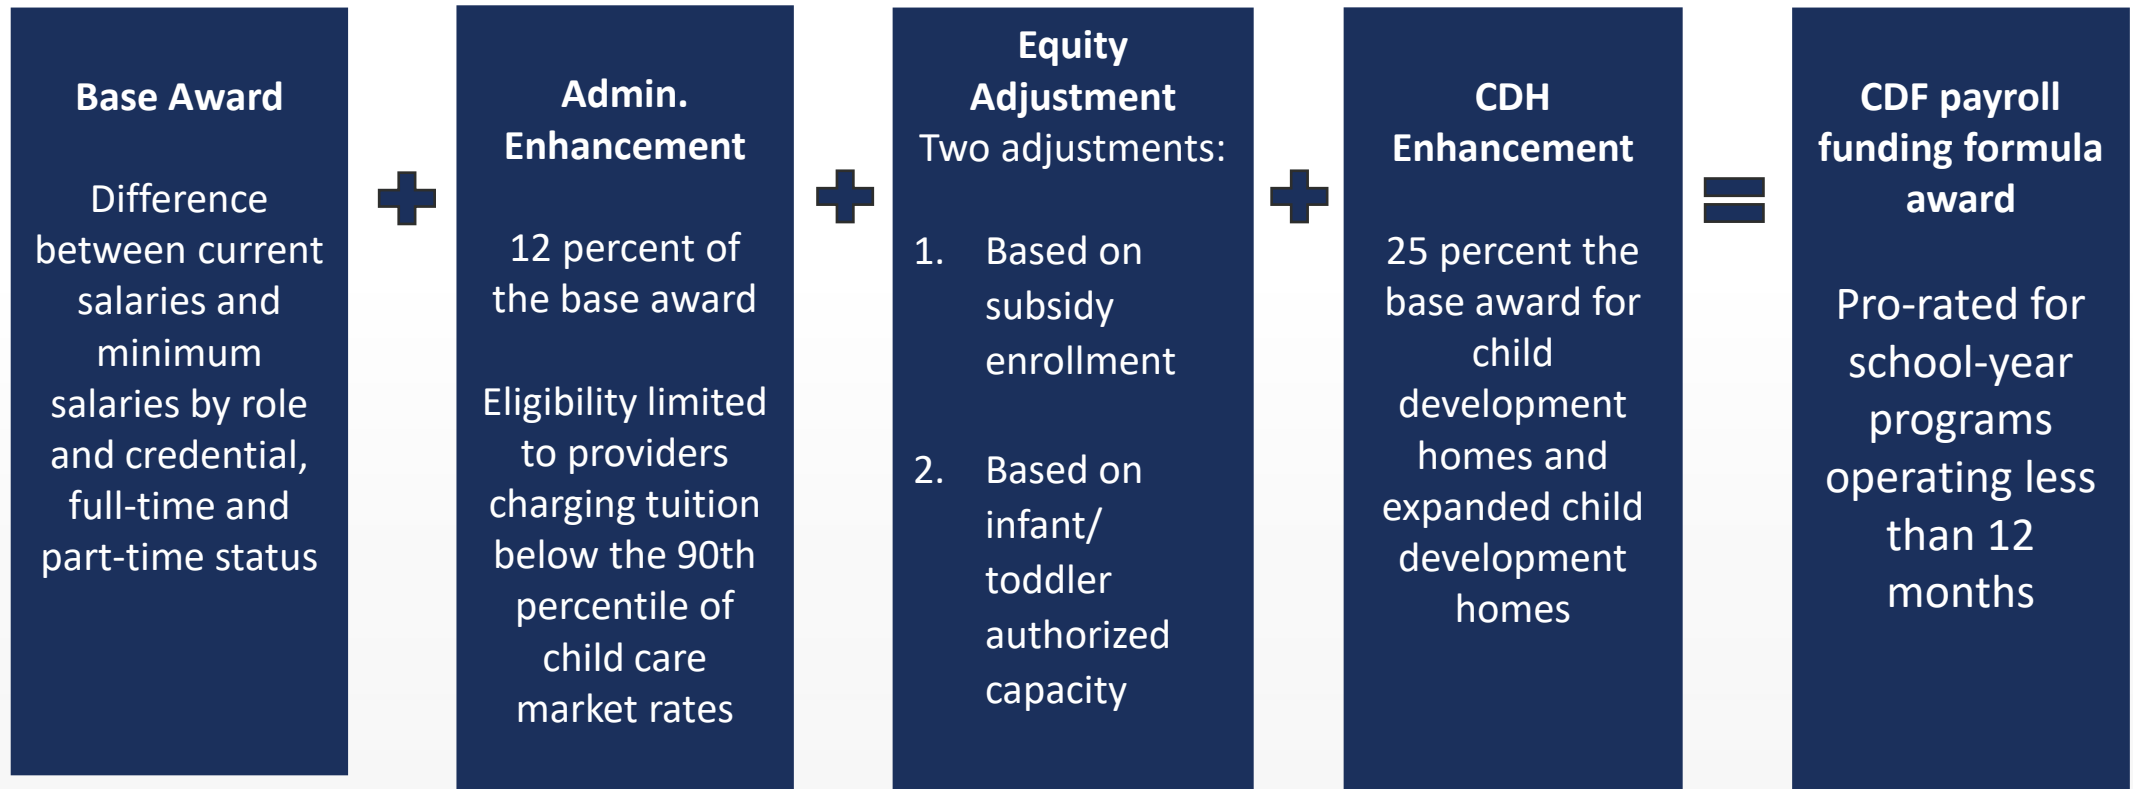 Base Award
Difference
between current
salaries and
minimum
salaries by role
and credential,
full-time and
part-time status
Admin.
Enhancement
12 percent of
the base award
Eligibility limited
to providers
charging tuition
below the 90th
percentile of
child care
market rates
Equity
Adjustment
Two adjustments:
1. Based on
subsidy
enrollment
2. Based on
infant/
toddler
authorized
capacity
CDH
Enhancement
25 percent the
base award for
child
development
homes and
expanded child
development
homes
CDF payroll
funding formula
award
Pro-rated for
school-year
programs
operating less
than 12
months